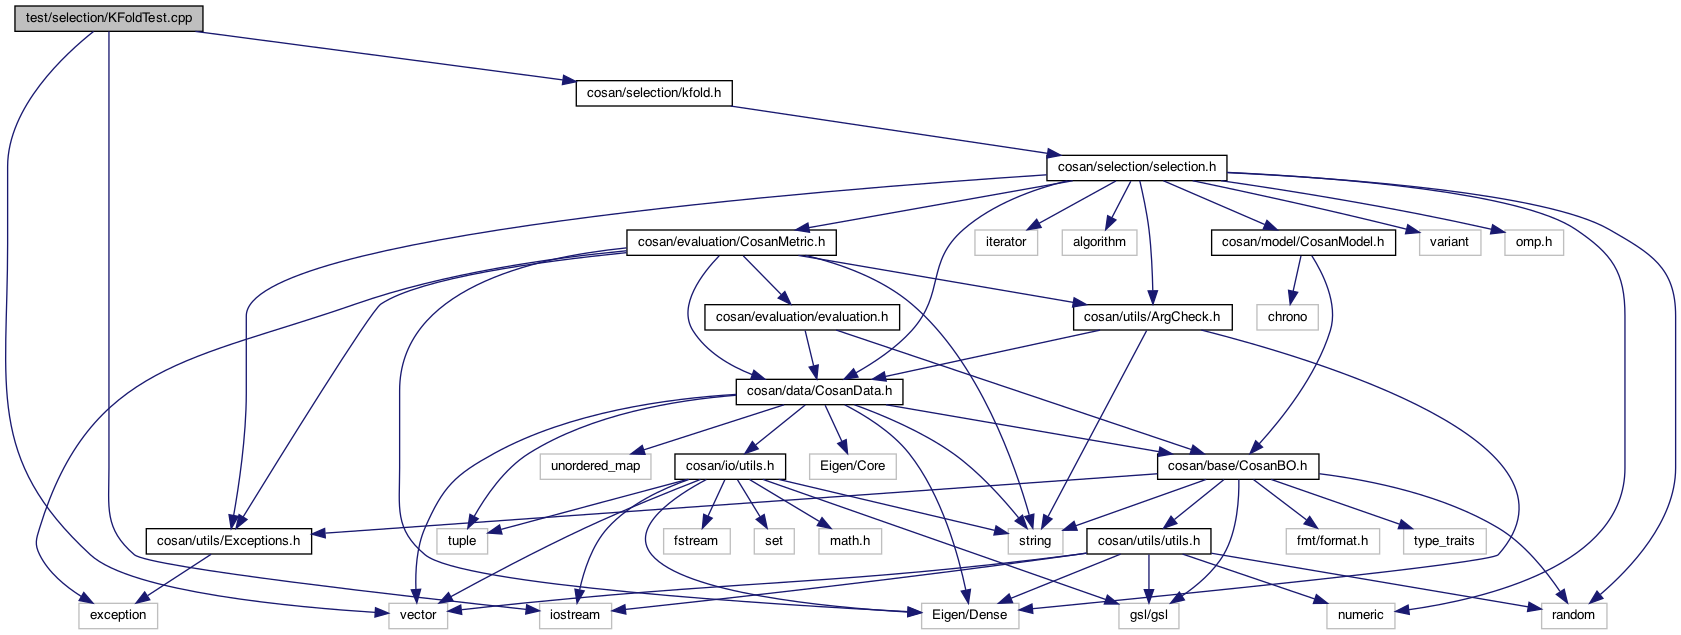 test/selection/KFoldTest.cpp
cosan/selection/kfold.h
cosan/selection/selection.h
cosan/evaluation/CosanMetric.h
iterator
algorithm
cosan/model/CosanModel.h
variant
omp.h
cosan/evaluation/evaluation.h
cosan/utils/ArgCheck.h
chrono
cosan/data/CosanData.h
unordered_map
cosan/io/utils.h
Eigen/Core
cosan/base/CosanBO.h
cosan/utils/Exceptions.h
tuple
fstream
set
math.h
string
cosan/utils/utils.h
fmt/format.h
type_traits
exception
vector
iostream
Eigen/Dense
gsl/gsl
numeric
random